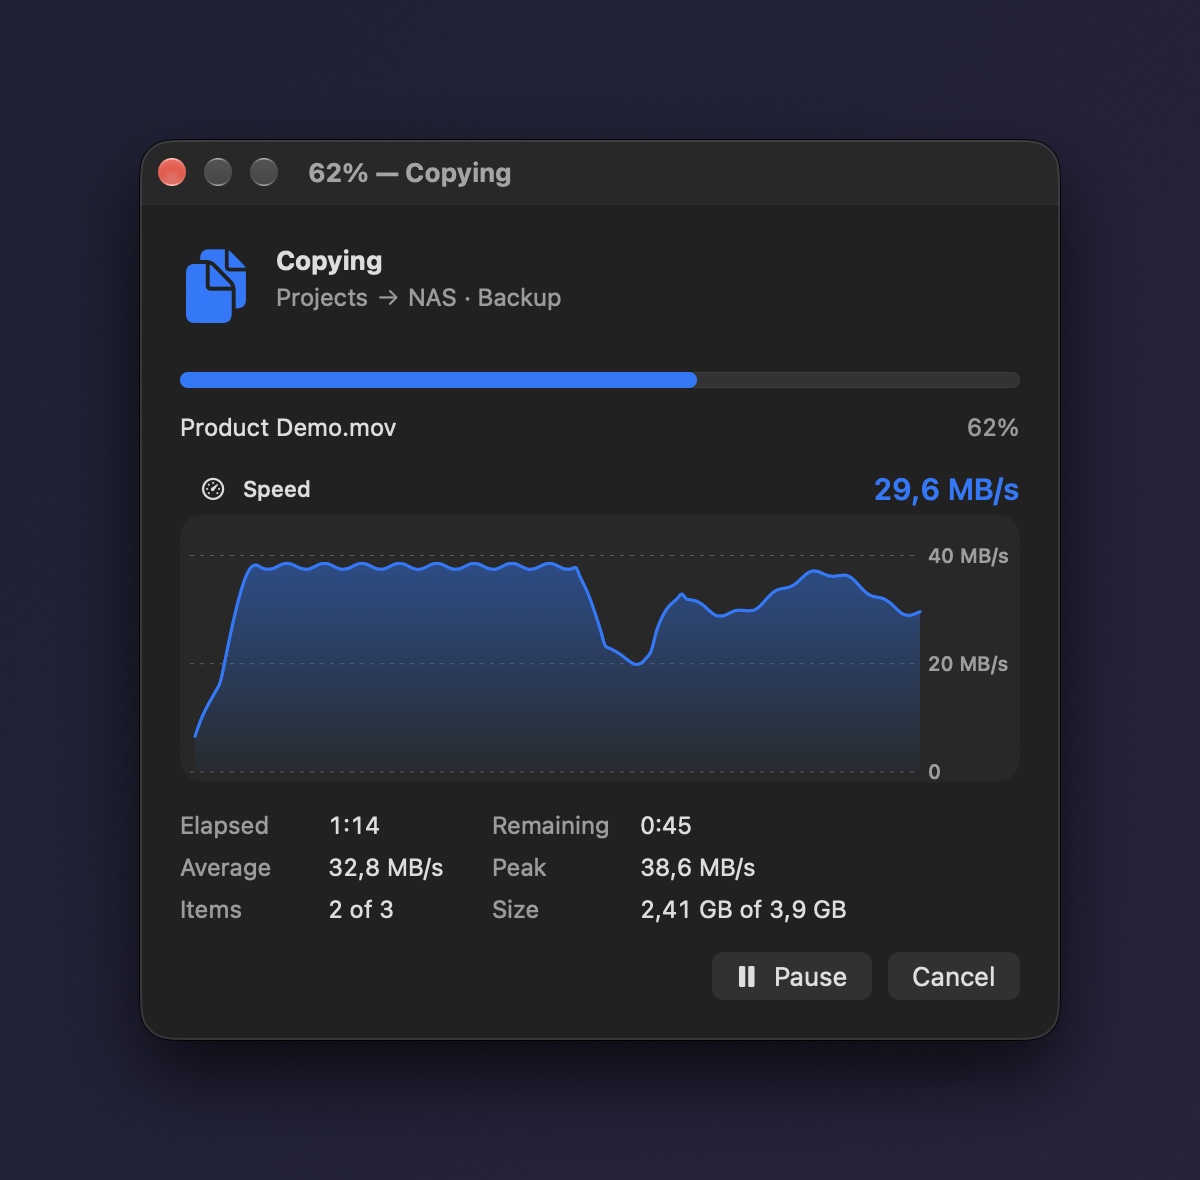 62% — Copying
Copying
Projects → NAS · Backup
Product Demo.mov 62%
Speed 29,6 MB/s
40 MB/s
20 MB/s
0
Elapsed 1:14 Remaining 0:45
Average 32,8 MB/s Peak 38,6 MB/s
Items 2 of 3 Size 2,41 GB of 3,9 GB
Pause Cancel